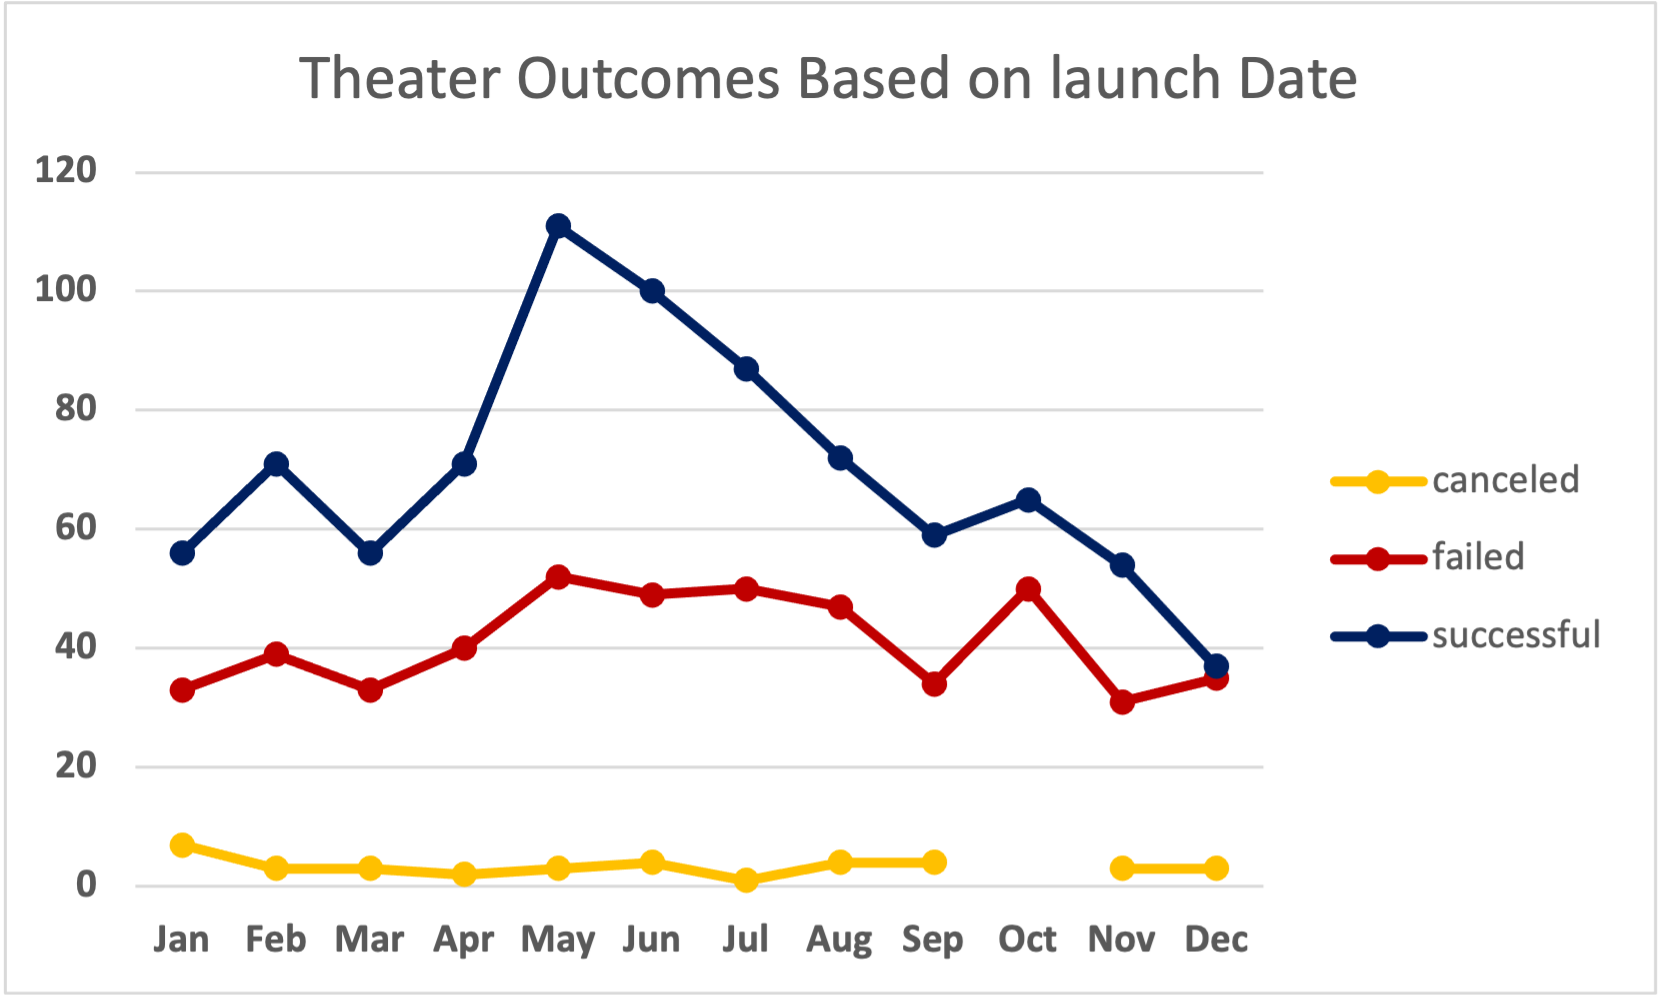 Theater Outcomes Based on launch Date
120
100
80
60
40
20
0
Jan Feb Mar Apr May Jun Jul Aug Sep Oct Nov Dec
canceled
failed
successful